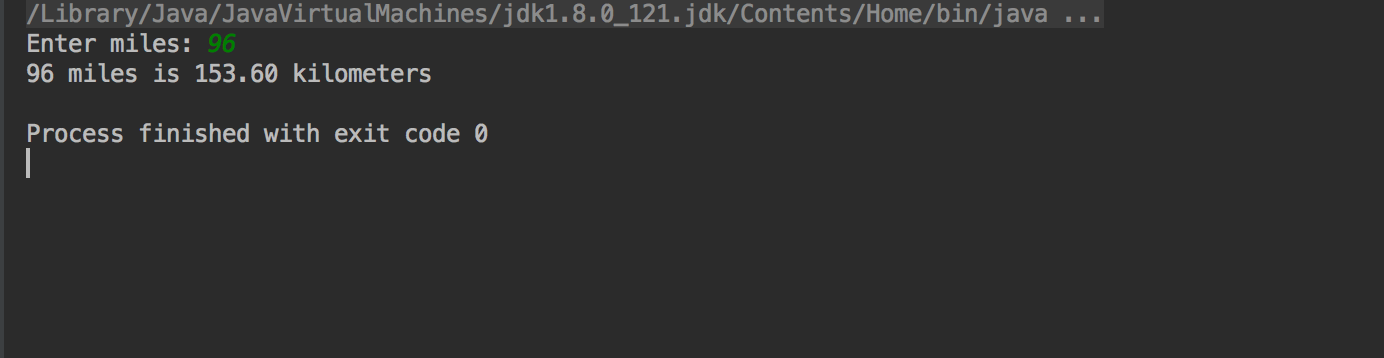 /Library/Java/JavaVirtualMachines/jdk1.8.0_121.jdk/Contents/Home/bin/java ...
Enter miles: 96
96 miles is 153.60 kilometers
Process finished with exit code 0